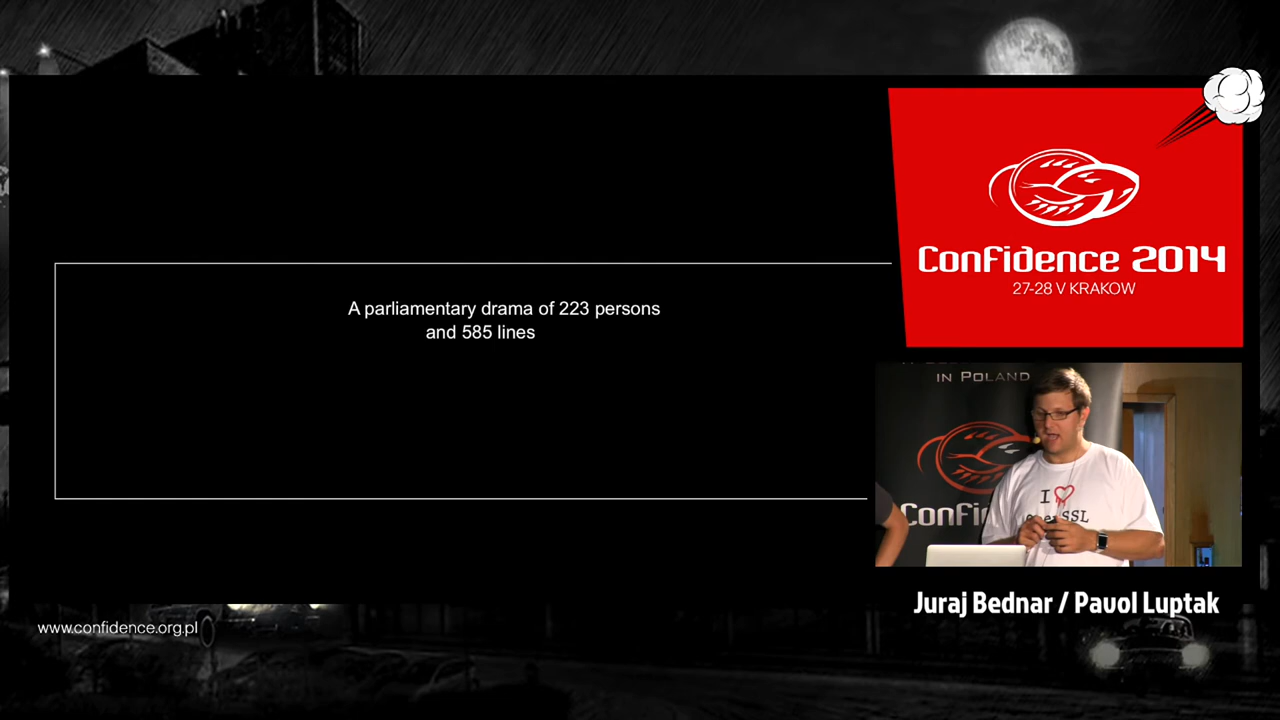 A parliamentary drama of 223 persons
and 585 lines
Confidence 2014
27-28 V KRAKOW
IN POLAND
Confi
I
OpenSSL
Juraj Bednar / Pavol Luptak
www.confidence.org.pl